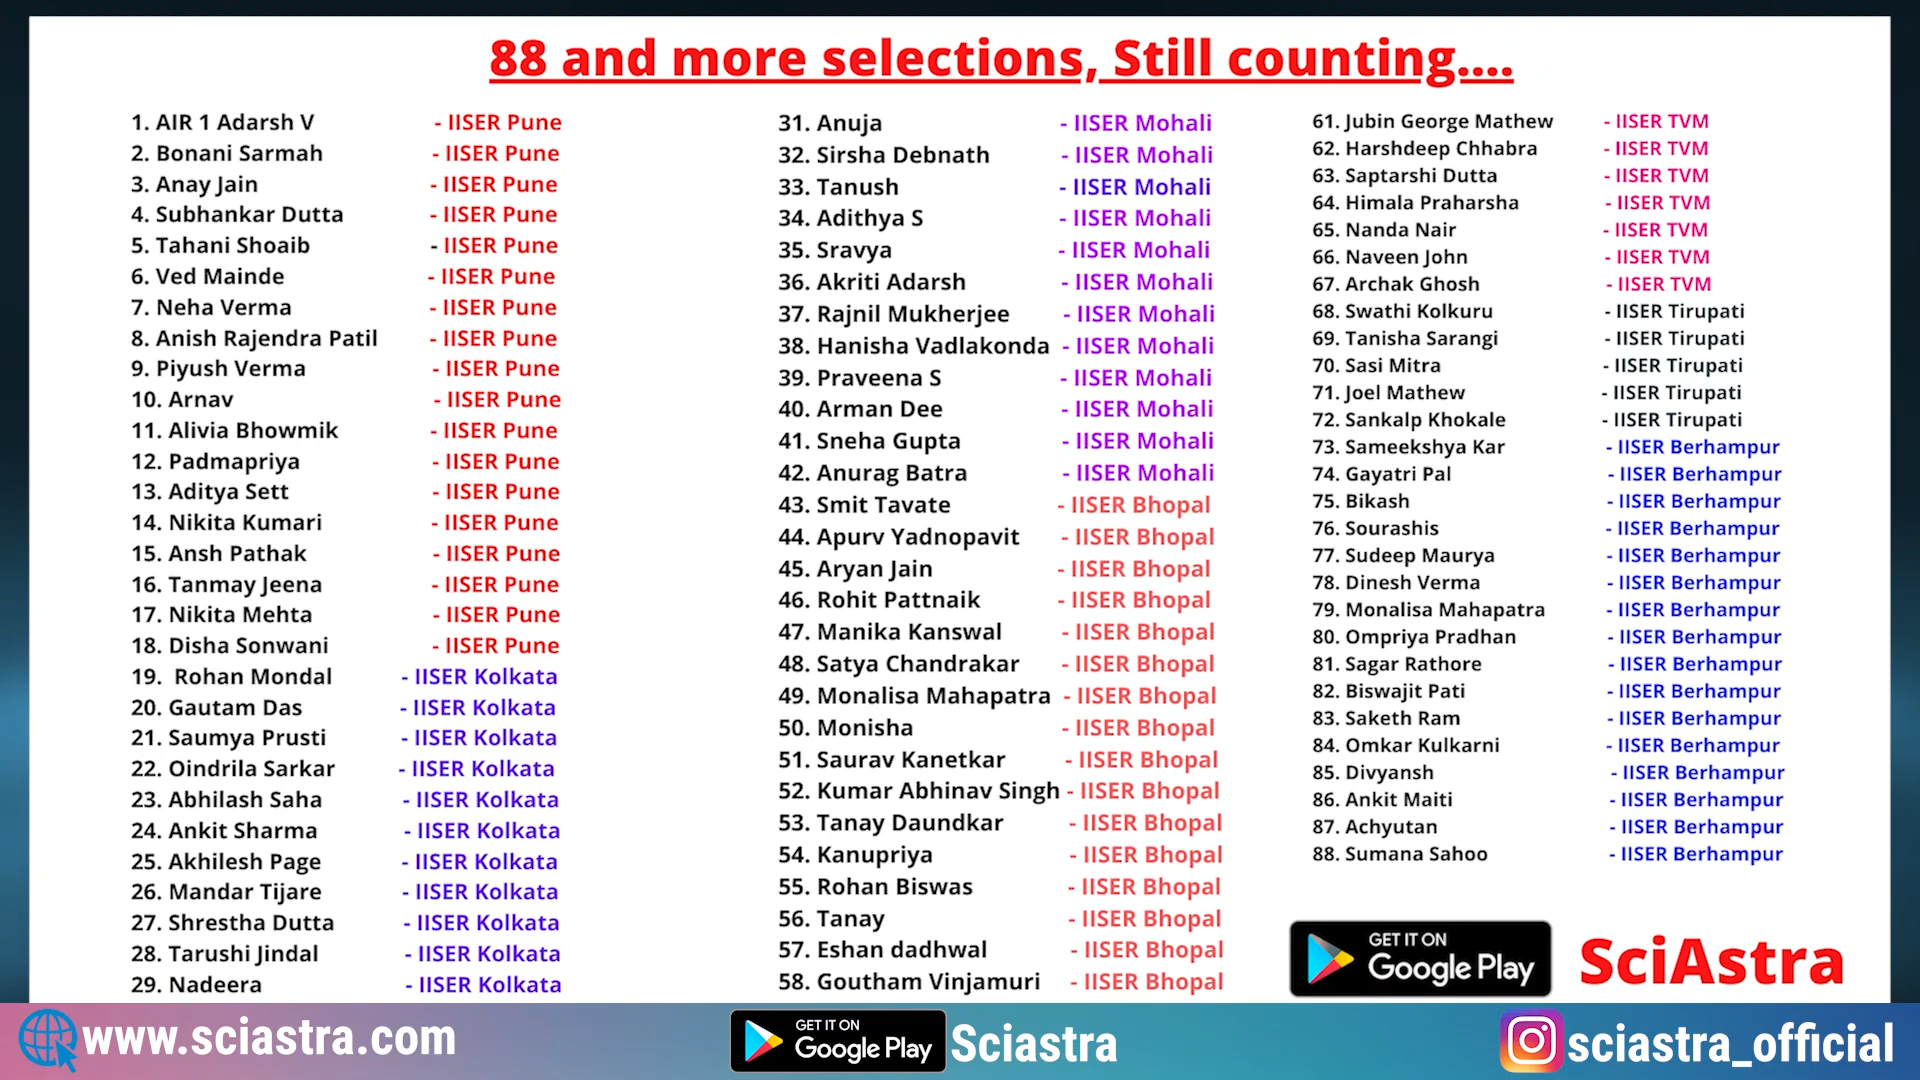 88 and more selections, Still counting....
1. AIR 1 Adarsh V - IISER Pune
2. Bonani Sarmah - IISER Pune
3. Anay Jain - IISER Pune
4. Subhankar Dutta - IISER Pune
5. Tahani Shoaib - IISER Pune
6. Ved Mainde - IISER Pune
7. Neha Verma - IISER Pune
8. Anish Rajendra Patil - IISER Pune
9. Piyush Verma - IISER Pune
10. Arnav - IISER Pune
11. Alivia Bhowmik - IISER Pune
12. Padmapriya - IISER Pune
13. Aditya Sett - IISER Pune
14. Nikita Kumari - IISER Pune
15. Ansh Pathak - IISER Pune
16. Tanmay Jeena - IISER Pune
17. Nikita Mehta - IISER Pune
18. Disha Sonwani - IISER Pune
19. Rohan Mondal - IISER Kolkata
20. Gautam Das - IISER Kolkata
21. Saumya Prusti - IISER Kolkata
22. Oindrila Sarkar - IISER Kolkata
23. Abhilash Saha - IISER Kolkata
24. Ankit Sharma - IISER Kolkata
25. Akhilesh Page - IISER Kolkata
26. Mandar Tijare - IISER Kolkata
27. Shrestha Dutta - IISER Kolkata
28. Tarushi Jindal - IISER Kolkata
29. Nadeera - IISER Kolkata
31. Anuja - IISER Mohali
32. Sirsha Debnath - IISER Mohali
33. Tanush - IISER Mohali
34. Adithya S - IISER Mohali
35. Sravya - IISER Mohali
36. Akriti Adarsh - IISER Mohali
37. Rajnil Mukherjee - IISER Mohali
38. Hanisha Vadlakonda - IISER Mohali
39. Praveena S - IISER Mohali
40. Arman Dee - IISER Mohali
41. Sneha Gupta - IISER Mohali
42. Anurag Batra - IISER Mohali
43. Smit Tavate - IISER Bhopal
44. Apurv Yadnopavit - IISER Bhopal
45. Aryan Jain - IISER Bhopal
46. Rohit Pattnaik - IISER Bhopal
47. Manika Kanswal - IISER Bhopal
48. Satya Chandrakar - IISER Bhopal
49. Monalisa Mahapatra - IISER Bhopal
50. Monisha - IISER Bhopal
51. Saurav Kanetkar - IISER Bhopal
52. Kumar Abhinav Singh - IISER Bhopal
53. Tanay Daundkar - IISER Bhopal
54. Kanupriya - IISER Bhopal
55. Rohan Biswas - IISER Bhopal
56. Tanay - IISER Bhopal
57. Eshan dadhwal - IISER Bhopal
58. Goutham Vinjamuri - IISER Bhopal
61. Jubin George Mathew - IISER TVM
62. Harshdeep Chhabra - IISER TVM
63. Saptarshi Dutta - IISER TVM
64. Himala Praharsha - IISER TVM
65. Nanda Nair - IISER TVM
66. Naveen John - IISER TVM
67. Archak Ghosh - IISER TVM
68. Swathi Kolkuru - IISER Tirupati
69. Tanisha Sarangi - IISER Tirupati
70. Sasi Mitra - IISER Tirupati
71. Joel Mathew - IISER Tirupati
72. Sankalp Khokale - IISER Tirupati
73. Sameekshya Kar - IISER Berhampur
74. Gayatri Pal - IISER Berhampur
75. Bikash - IISER Berhampur
76. Sourashis - IISER Berhampur
77. Sudeep Maurya - IISER Berhampur
78. Dinesh Verma - IISER Berhampur
79. Monalisa Mahapatra - IISER Berhampur
80. Ompriya Pradhan - IISER Berhampur
81. Sagar Rathore - IISER Berhampur
82. Biswajit Pati - IISER Berhampur
83. Saketh Ram - IISER Berhampur
84. Omkar Kulkarni - IISER Berhampur
85. Divyansh - IISER Berhampur
86. Ankit Maiti - IISER Berhampur
87. Achyutan - IISER Berhampur
88. Sumana Sahoo - IISER Berhampur
GET IT ON
Google Play
SciAstra
www.sciastra.com
GET IT ON
Google Play
Sciastra
sciastra_official